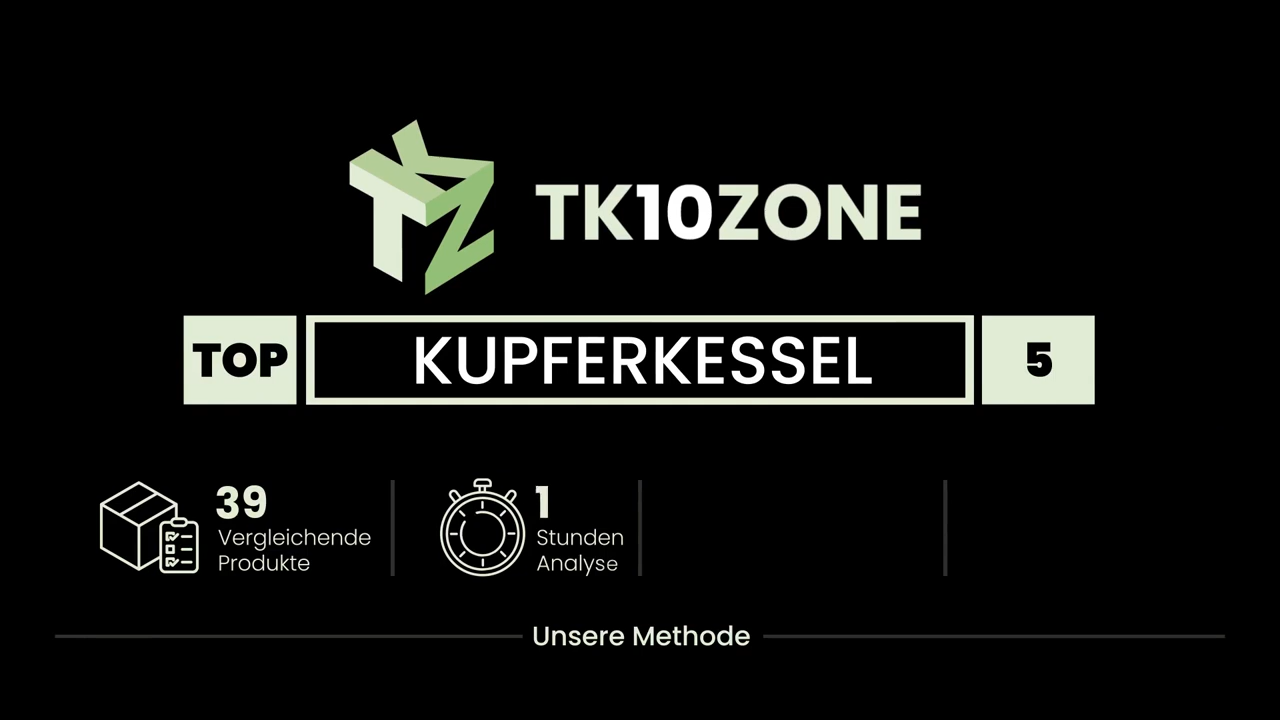 TK10ZONE
TOP KUPFERKESSEL 5
39
Vergleichende
Produkte
1
Stunden
Analyse
Unsere Methode